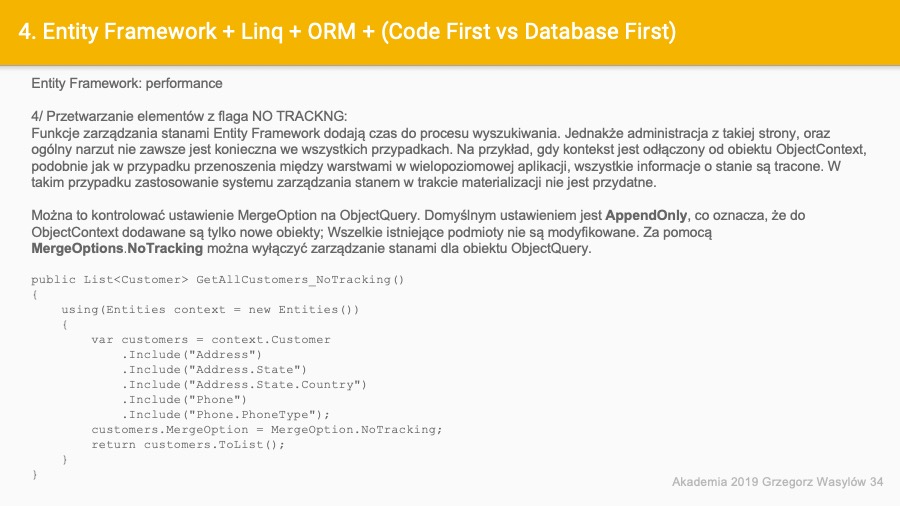 4. Entity Framework + Linq + ORM + (Code First vs Database First)
Entity Framework: performance
4/ Przetwarzanie elementów z flaga NO TRACKNG:
Funkcje zarządzania stanami Entity Framework dodają czas do procesu wyszukiwania. Jednakże administracja z takiej strony, oraz
ogólny narzut nie zawsze jest konieczna we wszystkich przypadkach. Na przykład, gdy kontekst jest odłączony od obiektu ObjectContext,
podobnie jak w przypadku przenoszenia między warstwami w wielopoziomowej aplikacji, wszystkie informacje o stanie są tracone. W
takim przypadku zastosowanie systemu zarządzania stanem w trakcie materializacji nie jest przydatne.
Można to kontrolować ustawienie MergeOption na ObjectQuery. Domyślnym ustawieniem jest AppendOnly, co oznacza, że do
ObjectContext dodawane są tylko nowe obiekty; Wszelkie istniejące podmioty nie są modyfikowane. Za pomocą
MergeOptions.NoTracking można wyłączyć zarządzanie stanami dla obiektu ObjectQuery.
public List<Customer> GetAllCustomers_NoTracking()
{
    using(Entities context = new Entities())
    {
        var customers = context.Customer
            .Include("Address")
            .Include("Address.State")
            .Include("Address.State.Country")
            .Include("Phone")
            .Include("Phone.PhoneType");
        customers.MergeOption = MergeOption.NoTracking;
        return customers.ToList();
    }
}
Akademia 2019 Grzegorz Wasylów 34